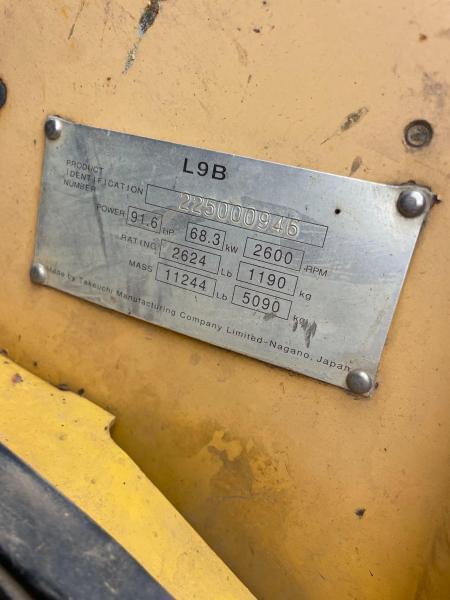 L9B
PRODUCT
IDENTIFICATION
NUMBER
225000946
POWER 91.6 HP 68.3 kW 2600 RPM
RATING 2624 Lb 1190 kg
MASS 11244 Lb 5090 kg
Made by Takeuchi Manufacturing Company Limited-Nagano, Japan